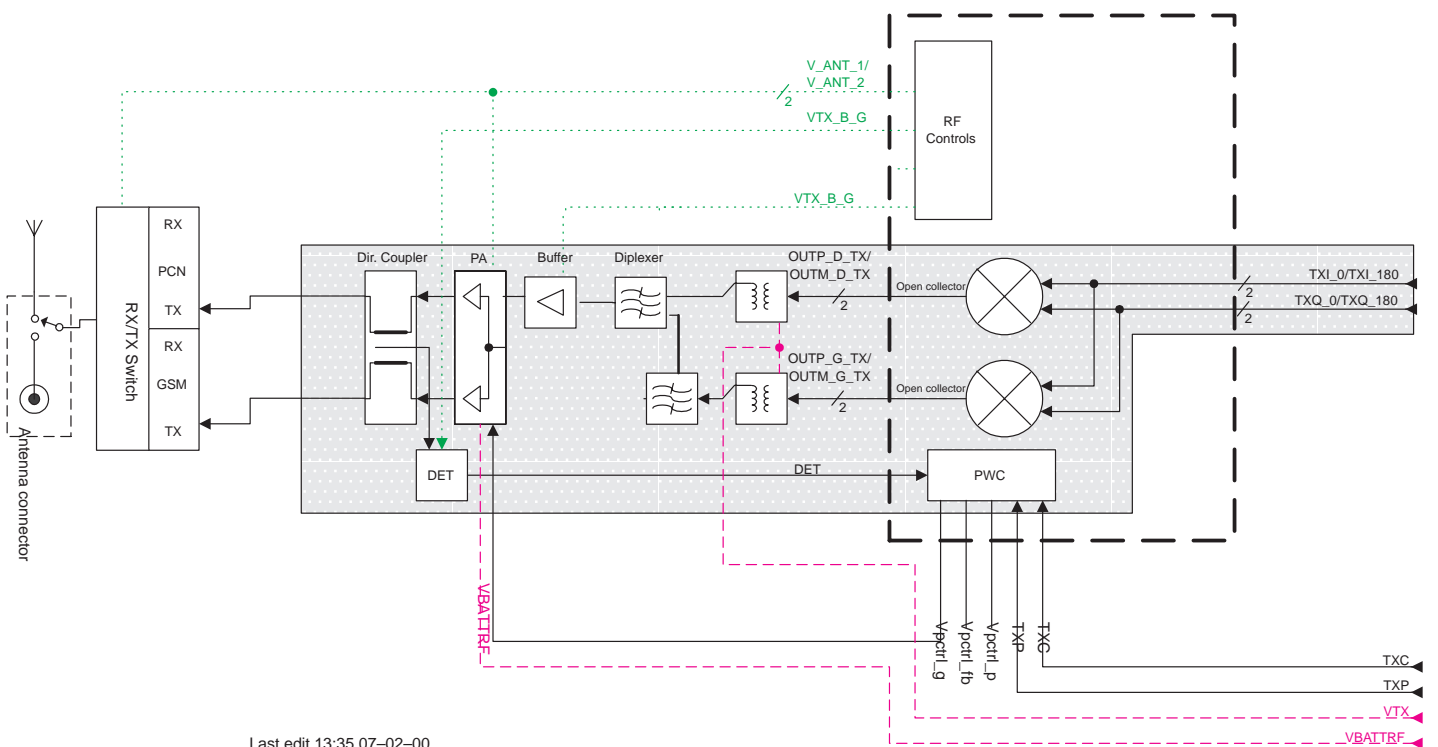 V_ANT_1/
V_ANT_2
2
VTX_B_G
RF
Controls
VTX_B_G
RX
PCN
TX
RX
GSM
TX
RX/TX Switch
Antenna connector
Dir. Coupler
PA
Buffer
Diplexer
OUTP_D_TX/
OUTM_D_TX
2
Open collector
TXI_0/TXI_180
2
TXQ_0/TXQ_180
2
OUTP_G_TX/
OUTM_G_TX
2
Open collector
DET
DET
PWC
VBATTRF
Vpctrl_g
Vpctrl_fb
Vpctrl_p
TXP
TXC
TXC
TXP
VTX
VBATTRF
Last edit 13:35 07–02–00